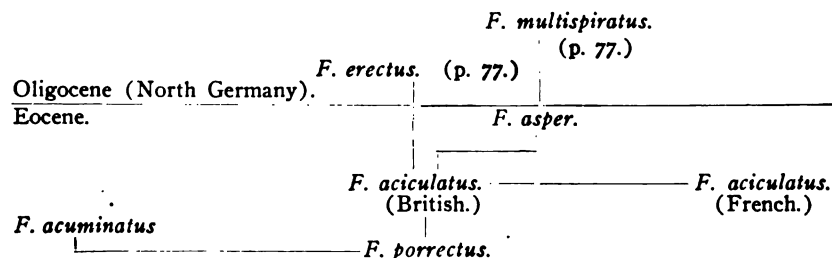 F. multispiratus.
(p. 77.)
F. erectus. (p. 77.)
Oligocene (North Germany).
Eocene.
F. asper.
F. aciculatus. F. aciculatus.
(British.) (French.)
F. acuminatus
F. porrectus.